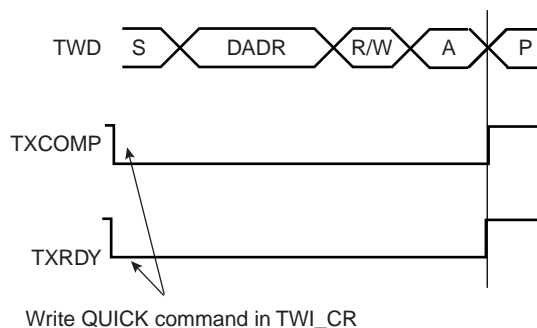 TWD S DADR R/W A P
TXCOMP
TXRDY
Write QUICK command in TWI_CR